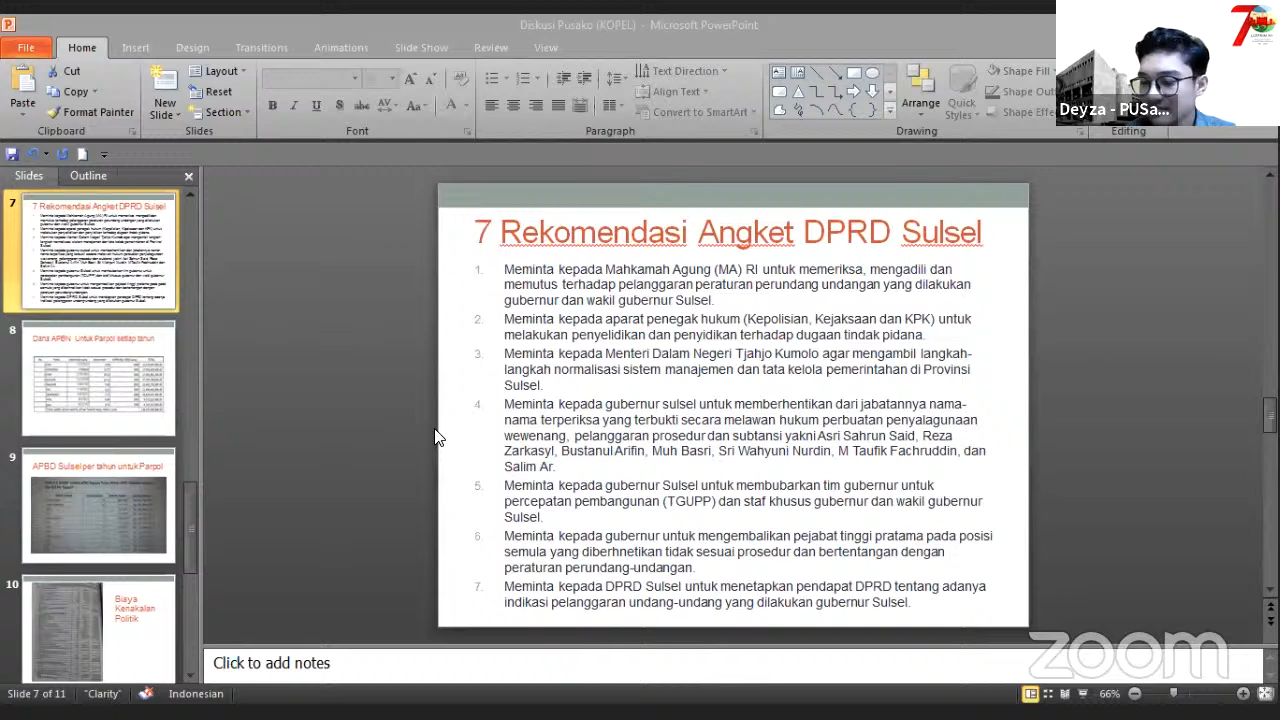 Diskusi Pusako (KOPEL) - Microsoft PowerPoint
File Home Insert Design Transitions Animations Slide Show Review View
Paste
Cut
Copy
Format Painter
Clipboard
New
Slide
Layout
Reset
Section
Slides
Font
Paragraph
Text Direction
Align Text
Convert to SmartArt
Arrange
Quick
Styles
Shape Fill
Shape
Shape Effe
Drawing
Editing
Deyza - PUSa...
Slides Outline
7
7 Rekomendasi Angket DPRD Sulsel
8
Dana APBN Untuk Parpol setiap tahun
9
APBD Sulsel per tahun untuk Parpol
10
Biaya
Kenakalan
Politik
7 Rekomendasi Angket DPRD Sulsel
1. Meminta kepada Mahkamah Agung (MA) RI untuk memeriksa, mengadili dan
memutus terhadap pelanggaran peraturan perundang undangan yang dilakukan
gubernur dan wakil gubernur Sulsel.
2. Meminta kepada aparat penegak hukum (Kepolisian, Kejaksaan dan KPK) untuk
melakukan penyelidikan dan penyidikan terhadap dugaan tindak pidana.
3. Meminta kepada Menteri Dalam Negeri Tjahjo Kumolo agar mengambil langkah-
langkah normalisasi sistem manajemen dan tata kelola pemerintahan di Provinsi
Sulsel.
4. Meminta kepada gubernur sulsel untuk memberhentikan dari jabatannya nama-
nama terperiksa yang terbukti secara melawan hukum perbuatan penyalagunaan
wewenang, pelanggaran prosedur dan subtansi yakni Asri Sahrun Said, Reza
Zarkasyi, Bustanul Arifin, Muh Basri, Sri Wahyuni Nurdin, M Taufik Fachruddin, dan
Salim Ar.
5. Meminta kepada gubernur Sulsel untuk membubarkan tim gubernur untuk
percepatan pembangunan (TGUPP) dan staf khusus gubernur dan wakil gubernur
Sulsel.
6. Meminta kepada gubernur untuk mengembalikan pejabat tinggi pratama pada posisi
semula yang diberhnetikan tidak sesuai prosedur dan bertentangan dengan
peraturan perundang-undangan.
7. Meminta kepada DPRD Sulsel untuk menetapkan pendapat DPRD tentang adanya
indikasi pelanggaran undang-undang yang dilakukan gubernur Sulsel.
Click to add notes
zoom
Slide 7 of 11 "Clarity" Indonesian 66%